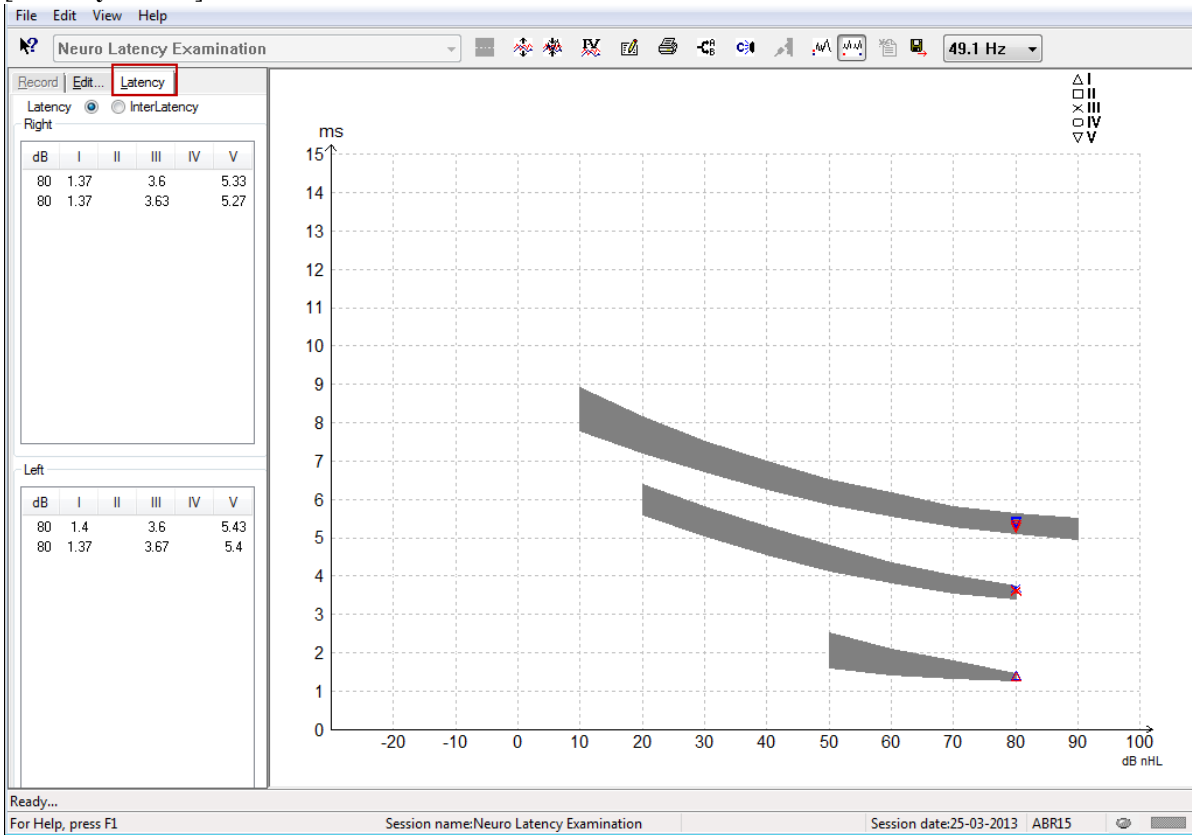 File Edit View Help
Neuro Latency Examination
49.1 Hz
Record Edit... Latency
Latency InterLatency
Right
dB I II III IV V
80 1.37 3.6 5.33
80 1.37 3.63 5.27
Left
dB I II III IV V
80 1.4 3.6 5.43
80 1.37 3.67 5.4
I
II
III
IV
V
ms
15
14
13
12
11
10
9
8
7
6
5
4
3
2
1
0
-20 -10 0 10 20 30 40 50 60 70 80 90 100
dB nHL
Ready...
For Help, press F1 Session name:Neuro Latency Examination Session date:25-03-2013 ABR15